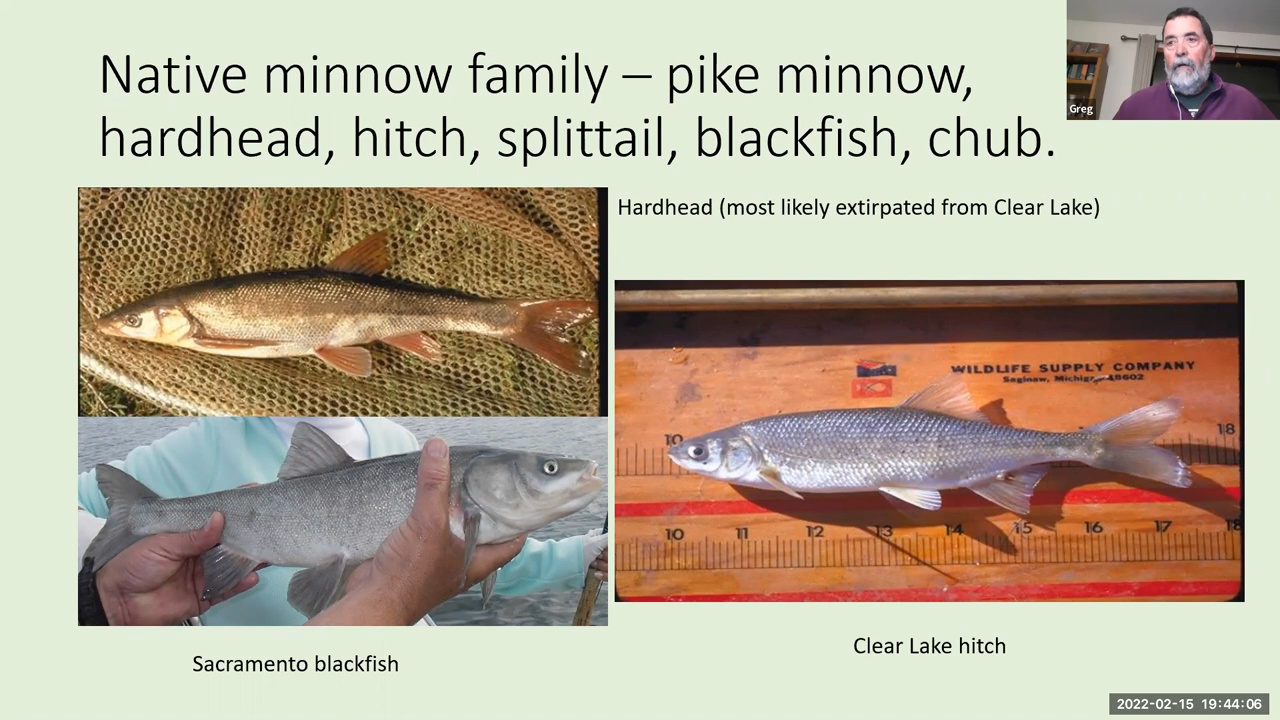 Native minnow family – pike minnow,
hardhead, hitch, splittail, blackfish, chub.
Greg
Hardhead (most likely extirpated from Clear Lake)
WILDLIFE SUPPLY COMPANY
Saginaw, Michigan 48602
10
18
10 11 12 13 14 15 16 17 18
Clear Lake hitch
Sacramento blackfish
2022-02-15 19:44:06